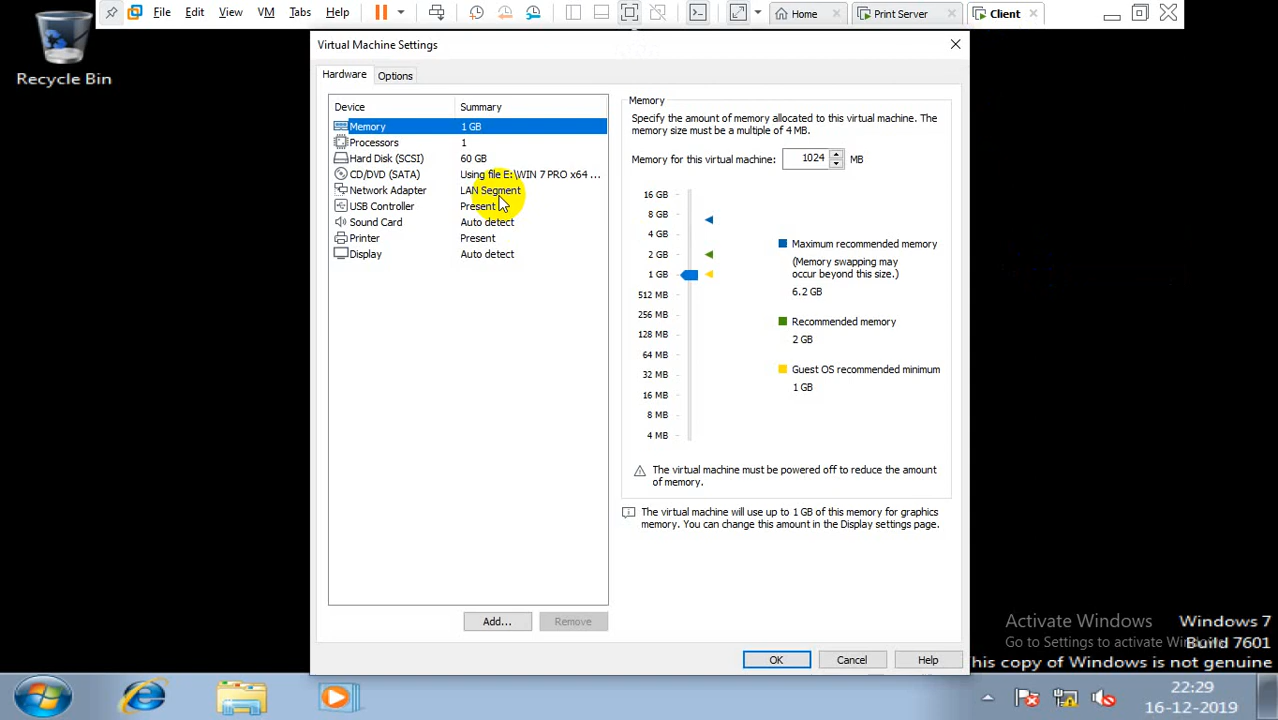 File Edit View VM Tabs Help Home Print Server Client
Recycle Bin
Virtual Machine Settings
Hardware Options
Device Summary
Memory 1 GB
Processors 1
Hard Disk (SCSI) 60 GB
CD/DVD (SATA) Using file E:\WIN 7 PRO x64 ...
Network Adapter LAN Segment
USB Controller Present
Sound Card Auto detect
Printer Present
Display Auto detect
Add... Remove
Memory
Specify the amount of memory allocated to this virtual machine. The
memory size must be a multiple of 4 MB.
Memory for this virtual machine: 1024 MB
16 GB
8 GB
4 GB
2 GB
1 GB
512 MB
256 MB
128 MB
64 MB
32 MB
16 MB
8 MB
4 MB
Maximum recommended memory
(Memory swapping may
occur beyond this size.)
6.2 GB
Recommended memory
2 GB
Guest OS recommended minimum
1 GB
The virtual machine must be powered off to reduce the amount
of memory.
The virtual machine will use up to 1 GB of this memory for graphics
memory. You can change this amount in the Display settings page.
OK Cancel Help
Activate Windows
Go to Settings to activate Windows
Windows 7
Build 7601
his copy of Windows is not genuine
22:29
16-12-2019